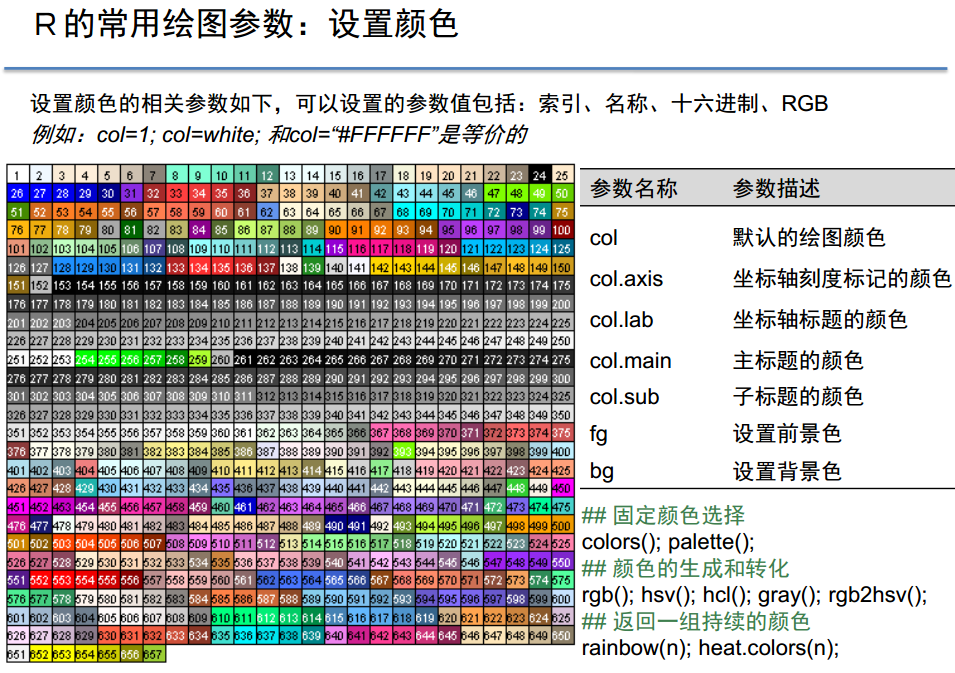 R的常用绘图参数：设置颜色
设置颜色的相关参数如下，可以设置的参数值包括：索引、名称、十六进制、RGB
例如：col=1; col=white; 和col=“#FFFFFF”是等价的
1 2 3 4 5 6 7 8 9 10 11 12 13 14 15 16 17 18 19 20 21 22 23 24 25
26 27 28 29 30 31 32 33 34 35 36 37 38 39 40 41 42 43 44 45 46 47 48 49 50
51 52 53 54 55 56 57 58 59 60 61 62 63 64 65 66 67 68 69 70 71 72 73 74 75
76 77 78 79 80 81 82 83 84 85 86 87 88 89 90 91 92 93 94 95 96 97 98 99 100
101 102 103 104 105 106 107 108 109 110 111 112 113 114 115 116 117 118 119 120 121 122 123 124 125
126 127 128 129 130 131 132 133 134 135 136 137 138 139 140 141 142 143 144 145 146 147 148 149 150
151 152 153 154 155 156 157 158 159 160 161 162 163 164 165 166 167 168 169 170 171 172 173 174 175
176 177 178 179 180 181 182 183 184 185 186 187 188 189 190 191 192 193 194 195 196 197 198 199 200
201 202 203 204 205 206 207 208 209 210 211 212 213 214 215 216 217 218 219 220 221 222 223 224 225
226 227 228 229 230 231 232 233 234 235 236 237 238 239 240 241 242 243 244 245 246 247 248 249 250
251 252 253 254 255 256 257 258 259 260 261 262 263 264 265 266 267 268 269 270 271 272 273 274 275
276 277 278 279 280 281 282 283 284 285 286 287 288 289 290 291 292 293 294 295 296 297 298 299 300
301 302 303 304 305 306 307 308 309 310 311 312 313 314 315 316 317 318 319 320 321 322 323 324 325
326 327 328 329 330 331 332 333 334 335 336 337 338 339 340 341 342 343 344 345 346 347 348 349 350
351 352 353 354 355 356 357 358 359 360 361 362 363 364 365 366 367 368 369 370 371 372 373 374 375
376 377 378 379 380 381 382 383 384 385 386 387 388 389 390 391 392 393 394 395 396 397 398 399 400
401 402 403 404 405 406 407 408 409 410 411 412 413 414 415 416 417 418 419 420 421 422 423 424 425
426 427 428 429 430 431 432 433 434 435 436 437 438 439 440 441 442 443 444 445 446 447 448 449 450
451 452 453 454 455 456 457 458 459 460 461 462 463 464 465 466 467 468 469 470 471 472 473 474 475
476 477 478 479 480 481 482 483 484 485 486 487 488 489 490 491 492 493 494 495 496 497 498 499 500
501 502 503 504 505 506 507 508 509 510 511 512 513 514 515 516 517 518 519 520 521 522 523 524 525
526 527 528 529 530 531 532 533 534 535 536 537 538 539 540 541 542 543 544 545 546 547 548 549 550
551 552 553 554 555 556 557 558 559 560 561 562 563 564 565 566 567 568 569 570 571 572 573 574 575
576 577 578 579 580 581 582 583 584 585 586 587 588 589 590 591 592 593 594 595 596 597 598 599 600
601 602 603 604 605 606 607 608 609 610 611 612 613 614 615 616 617 618 619 620 621 622 623 624 625
626 627 628 629 630 631 632 633 634 635 636 637 638 639 640 641 642 643 644 645 646 647 648 649 650
651 652 653 654 655 656 657
参数名称 参数描述
col 默认的绘图颜色
col.axis 坐标轴刻度标记的颜色
col.lab 坐标轴标题的颜色
col.main 主标题的颜色
col.sub 子标题的颜色
fg 设置前景色
bg 设置背景色
## 固定颜色选择
colors(); palette();
## 颜色的生成和转化
rgb(); hsv(); hcl(); gray(); rgb2hsv();
## 返回一组持续的颜色
rainbow(n); heat.colors(n);